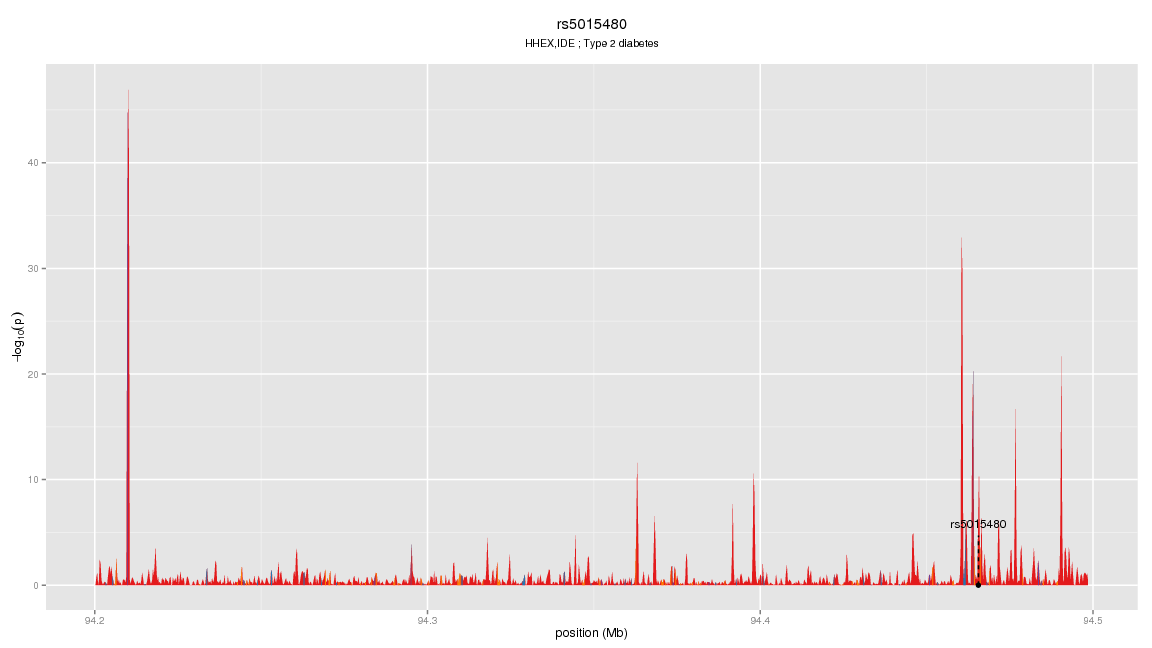 rs5015480
HHEX,IDE ; Type 2 diabetes
40
30
20
10
0
−log10(p)
rs5015480
94.2
94.3
94.4
94.5
position (Mb)